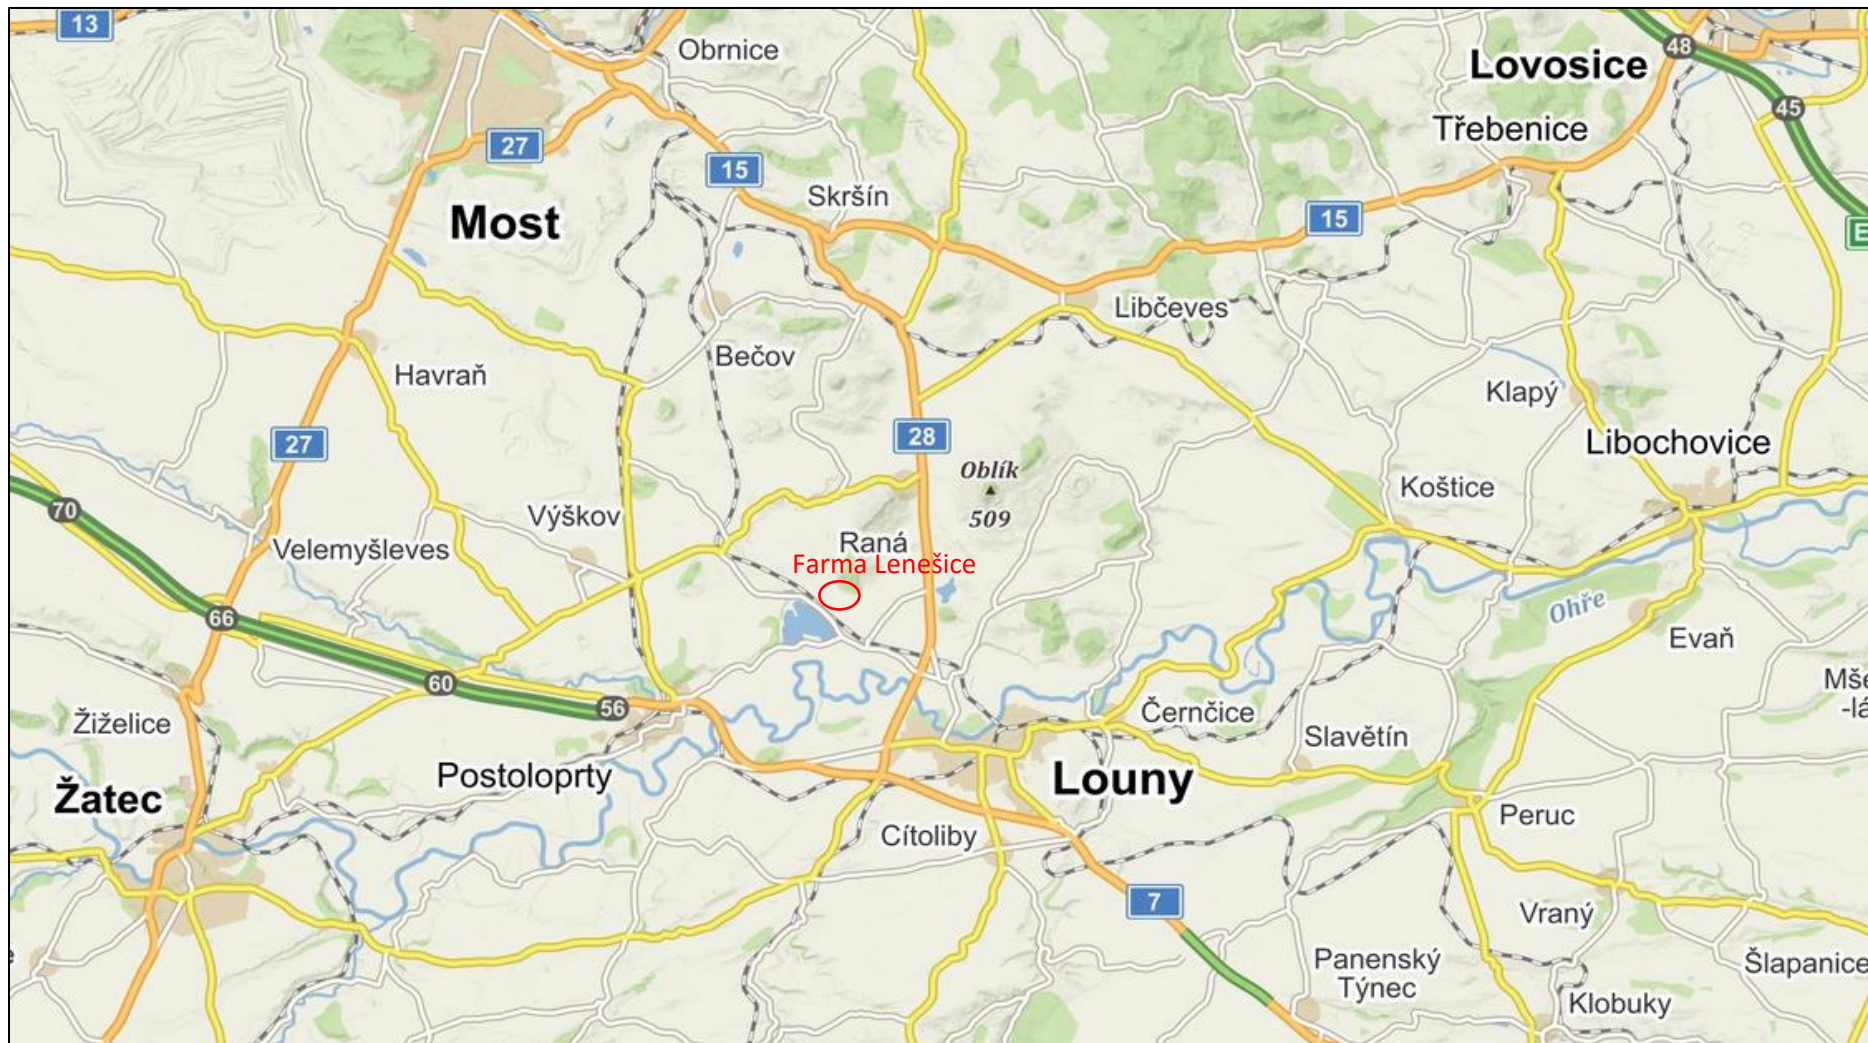 13
Obrnice
48
Lovosice
45
Třebenice
27
15
Skršín
Most
15
E
Libčeves
Bečov
Havraň
Klapý
28
27
Libochovice
Oblík
509
Koštice
70
Výškov
Raná
Velemyšleves
Farma Lenešice
Ohře
66
Evaň
60
56
Mše
-lá
Žiželice
Černčice
Slavětín
Postoloprty
Louny
Žatec
Peruc
Cítoliby
7
Vraný
Panenský
Týnec
Šlapanice
Klobuky